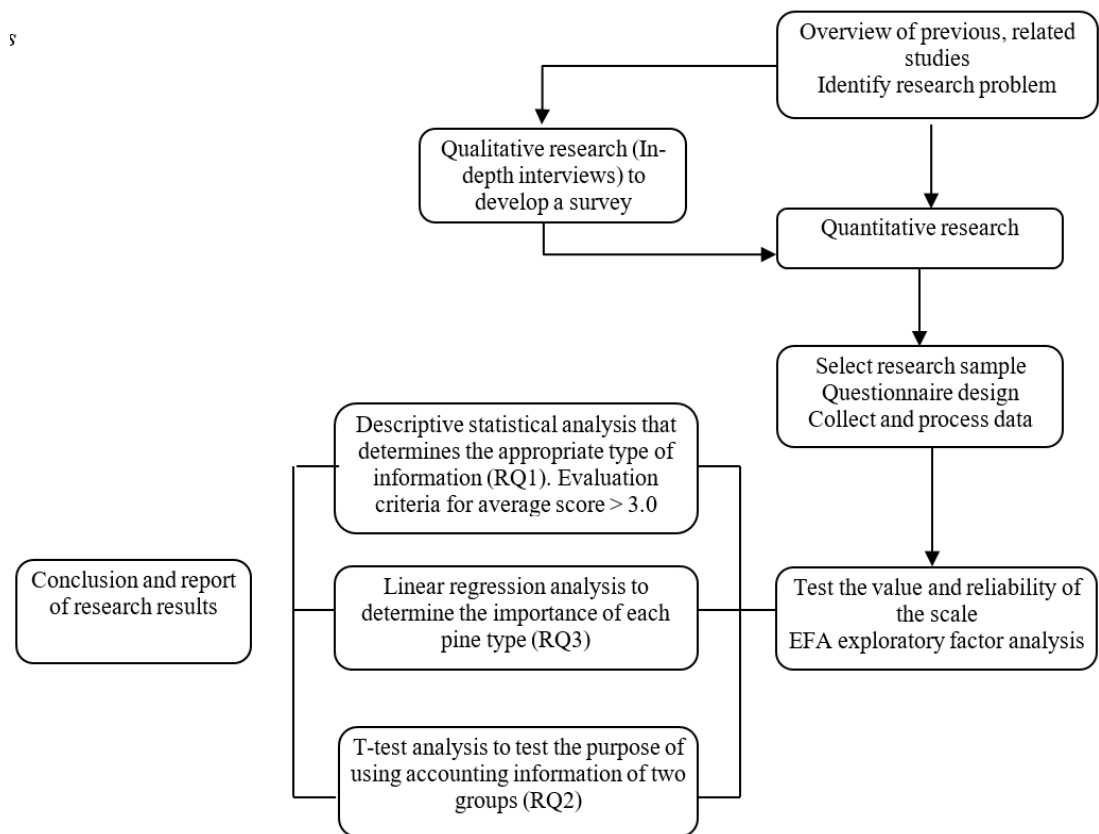 s
Overview of previous, related
studies
Identify research problem
Qualitative research (In-
depth interviews) to
develop a survey
Quantitative research
Select research sample
Questionnaire design
Collect and process data
Descriptive statistical analysis that
determines the appropriate type of
information (RQ1). Evaluation
criteria for average score > 3.0
Conclusion and report
of research results
Linear regression analysis to
determine the importance of each
pine type (RQ3)
Test the value and reliability of
the scale
EFA exploratory factor analysis
T-test analysis to test the purpose of
using accounting information of two
groups (RQ2)